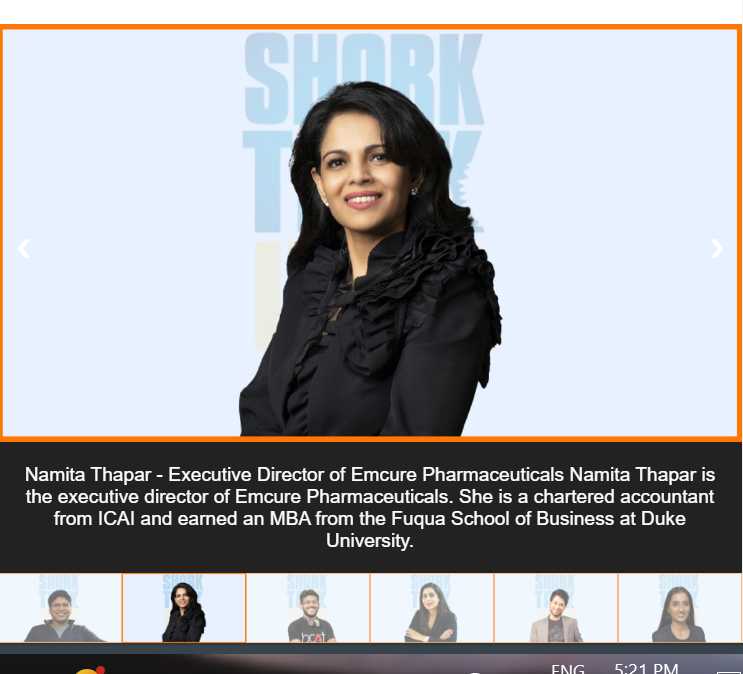 SHORK
T   K
Namita Thapar - Executive Director of Emcure Pharmaceuticals Namita Thapar is
the executive director of Emcure Pharmaceuticals. She is a chartered accountant
from ICAI and earned an MBA from the Fuqua School of Business at Duke
University.
ENG
5:21 PM